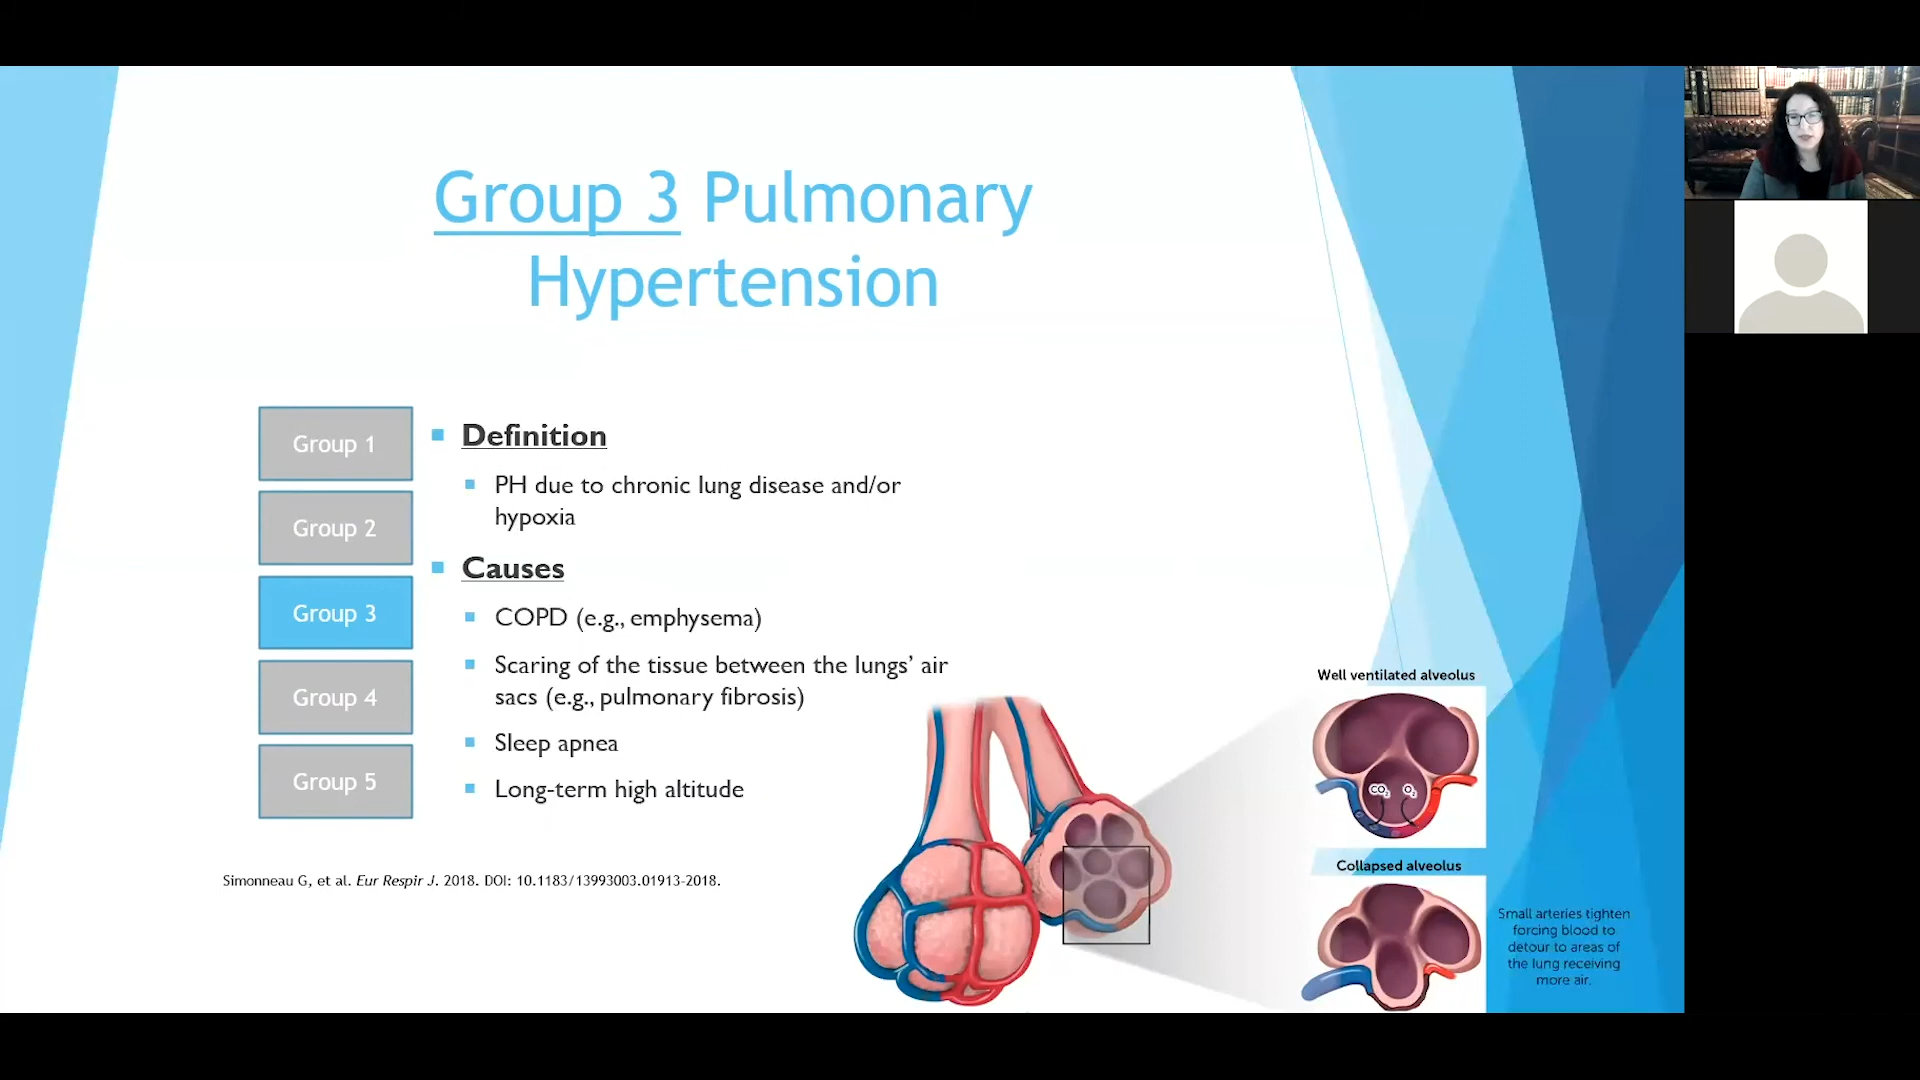 Group 3 Pulmonary
Hypertension
Group 1
Group 2
Group 3
Group 4
Group 5
Definition
PH due to chronic lung disease and/or
hypoxia
Causes
COPD (e.g., emphysema)
Scaring of the tissue between the lungs’ air
sacs (e.g., pulmonary fibrosis)
Sleep apnea
Long-term high altitude
Simonneau G, et al. Eur Respir J. 2018. DOI: 10.1183/13993003.01913-2018.
Well ventilated alveolus
CO₂ O₂
Collapsed alveolus
Small arteries tighten
forcing blood to
detour to areas of
the lung receiving
more air.